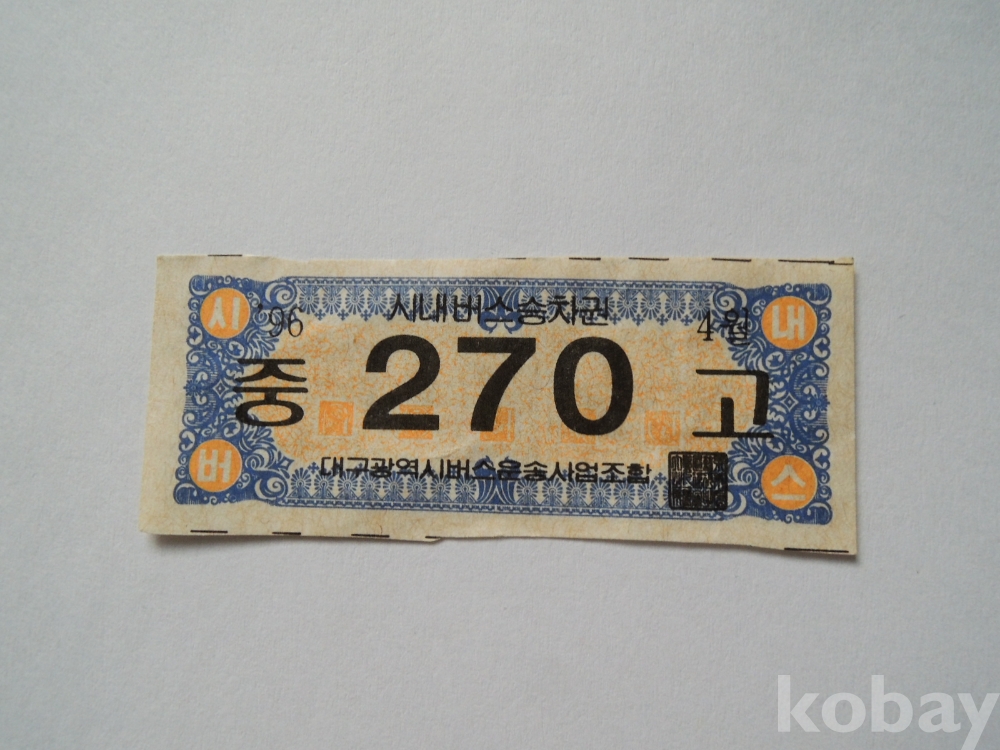 시내버스승차권
'96 4월
중 270 고
대구광역시버스운송사업조합
시 내
버 스
kobay